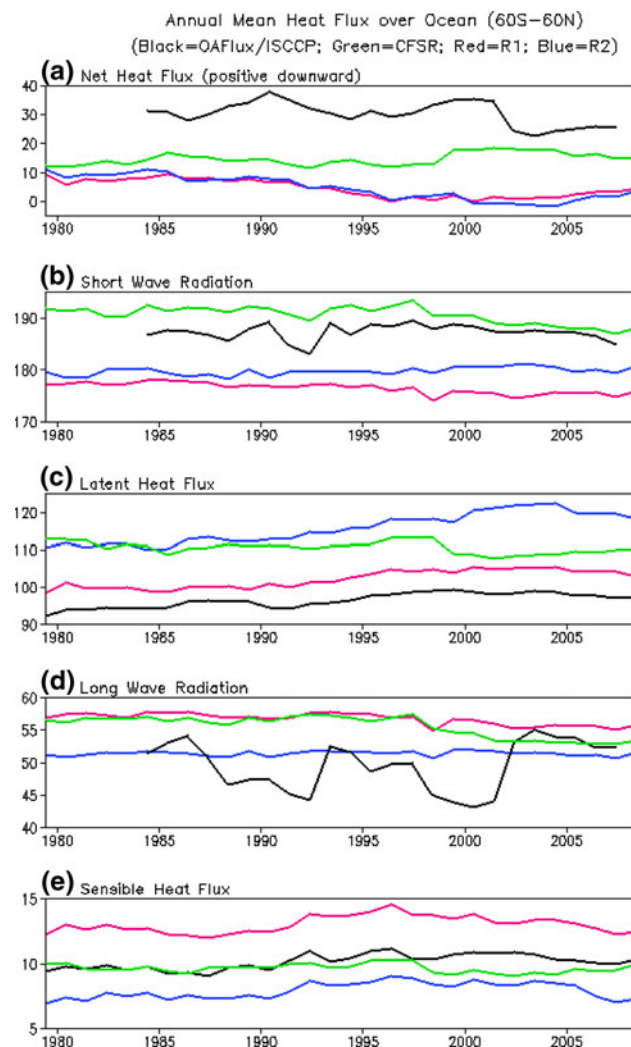 Annual Mean Heat Flux over Ocean (60S-60N)
(Black=OAFlux/ISCCP; Green=CFSR; Red=R1; Blue=R2)
(a) Net Heat Flux (positive downward)
40
30
20
10
0
1980 1985 1990 1995 2000 2005
(b) Short Wave Radiation
190
180
170
1980 1985 1990 1995 2000 2005
(c) Latent Heat Flux
120
110
100
90
1980 1985 1990 1995 2000 2005
(d) Long Wave Radiation
60
55
50
45
40
1980 1985 1990 1995 2000 2005
(e) Sensible Heat Flux
15
10
5
1980 1985 1990 1995 2000 2005